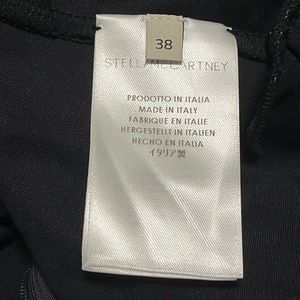 38
STELLA McCARTNEY
PRODOTTO IN ITALIA
MADE IN ITALY
FABRIQUE EN ITALIE
HERGESTELLT IN ITALIEN
HECHO EN ITALIA
イタリア製